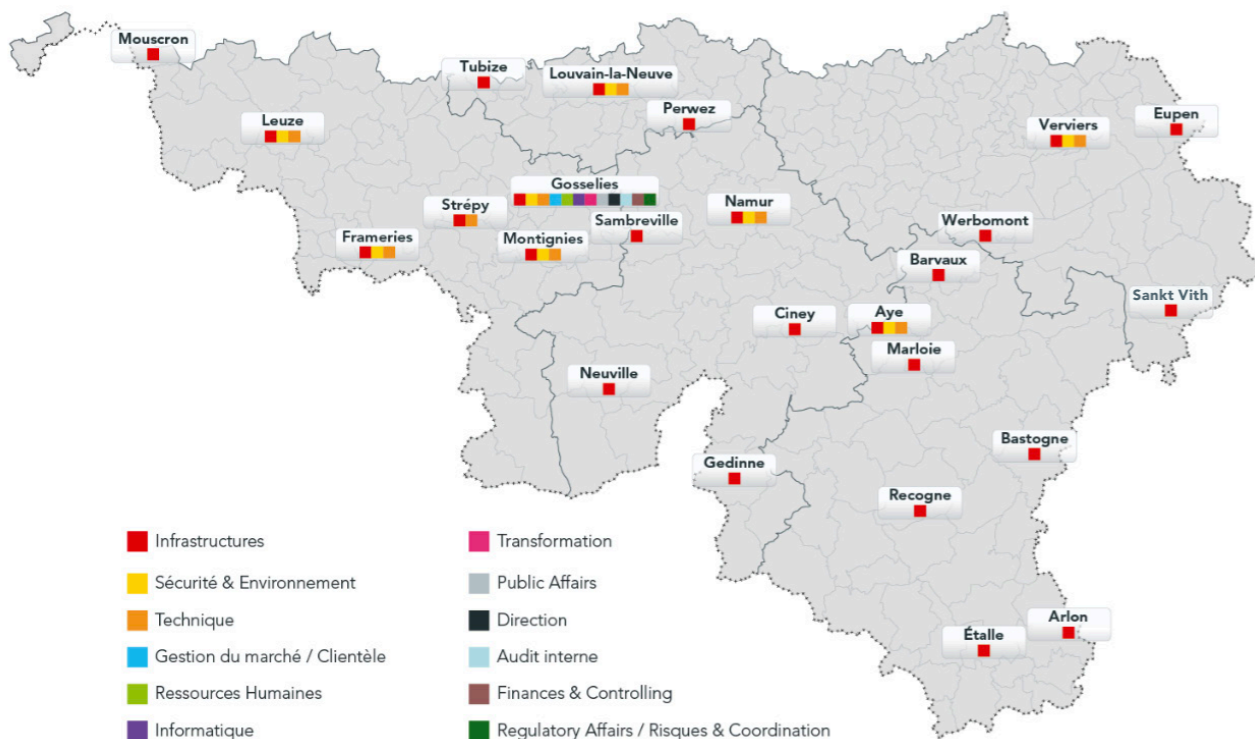 Mouscron
Tubize
Louvain-la-Neuve
Perwez
Leuze
Verviers
Eupen
Gosselies
Strépy
Sambreville
Namur
Frameries
Montignies
Werbomont
Barvaux
Sankt Vith
Ciney
Aye
Marloie
Neuville
Bastogne
Gedinne
Recogne
Arlon
Étalle
Infrastructures
Sécurité & Environnement
Technique
Gestion du marché / Clientèle
Ressources Humaines
Informatique
Transformation
Public Affairs
Direction
Audit interne
Finances & Controlling
Regulatory Affairs / Risques & Coordination